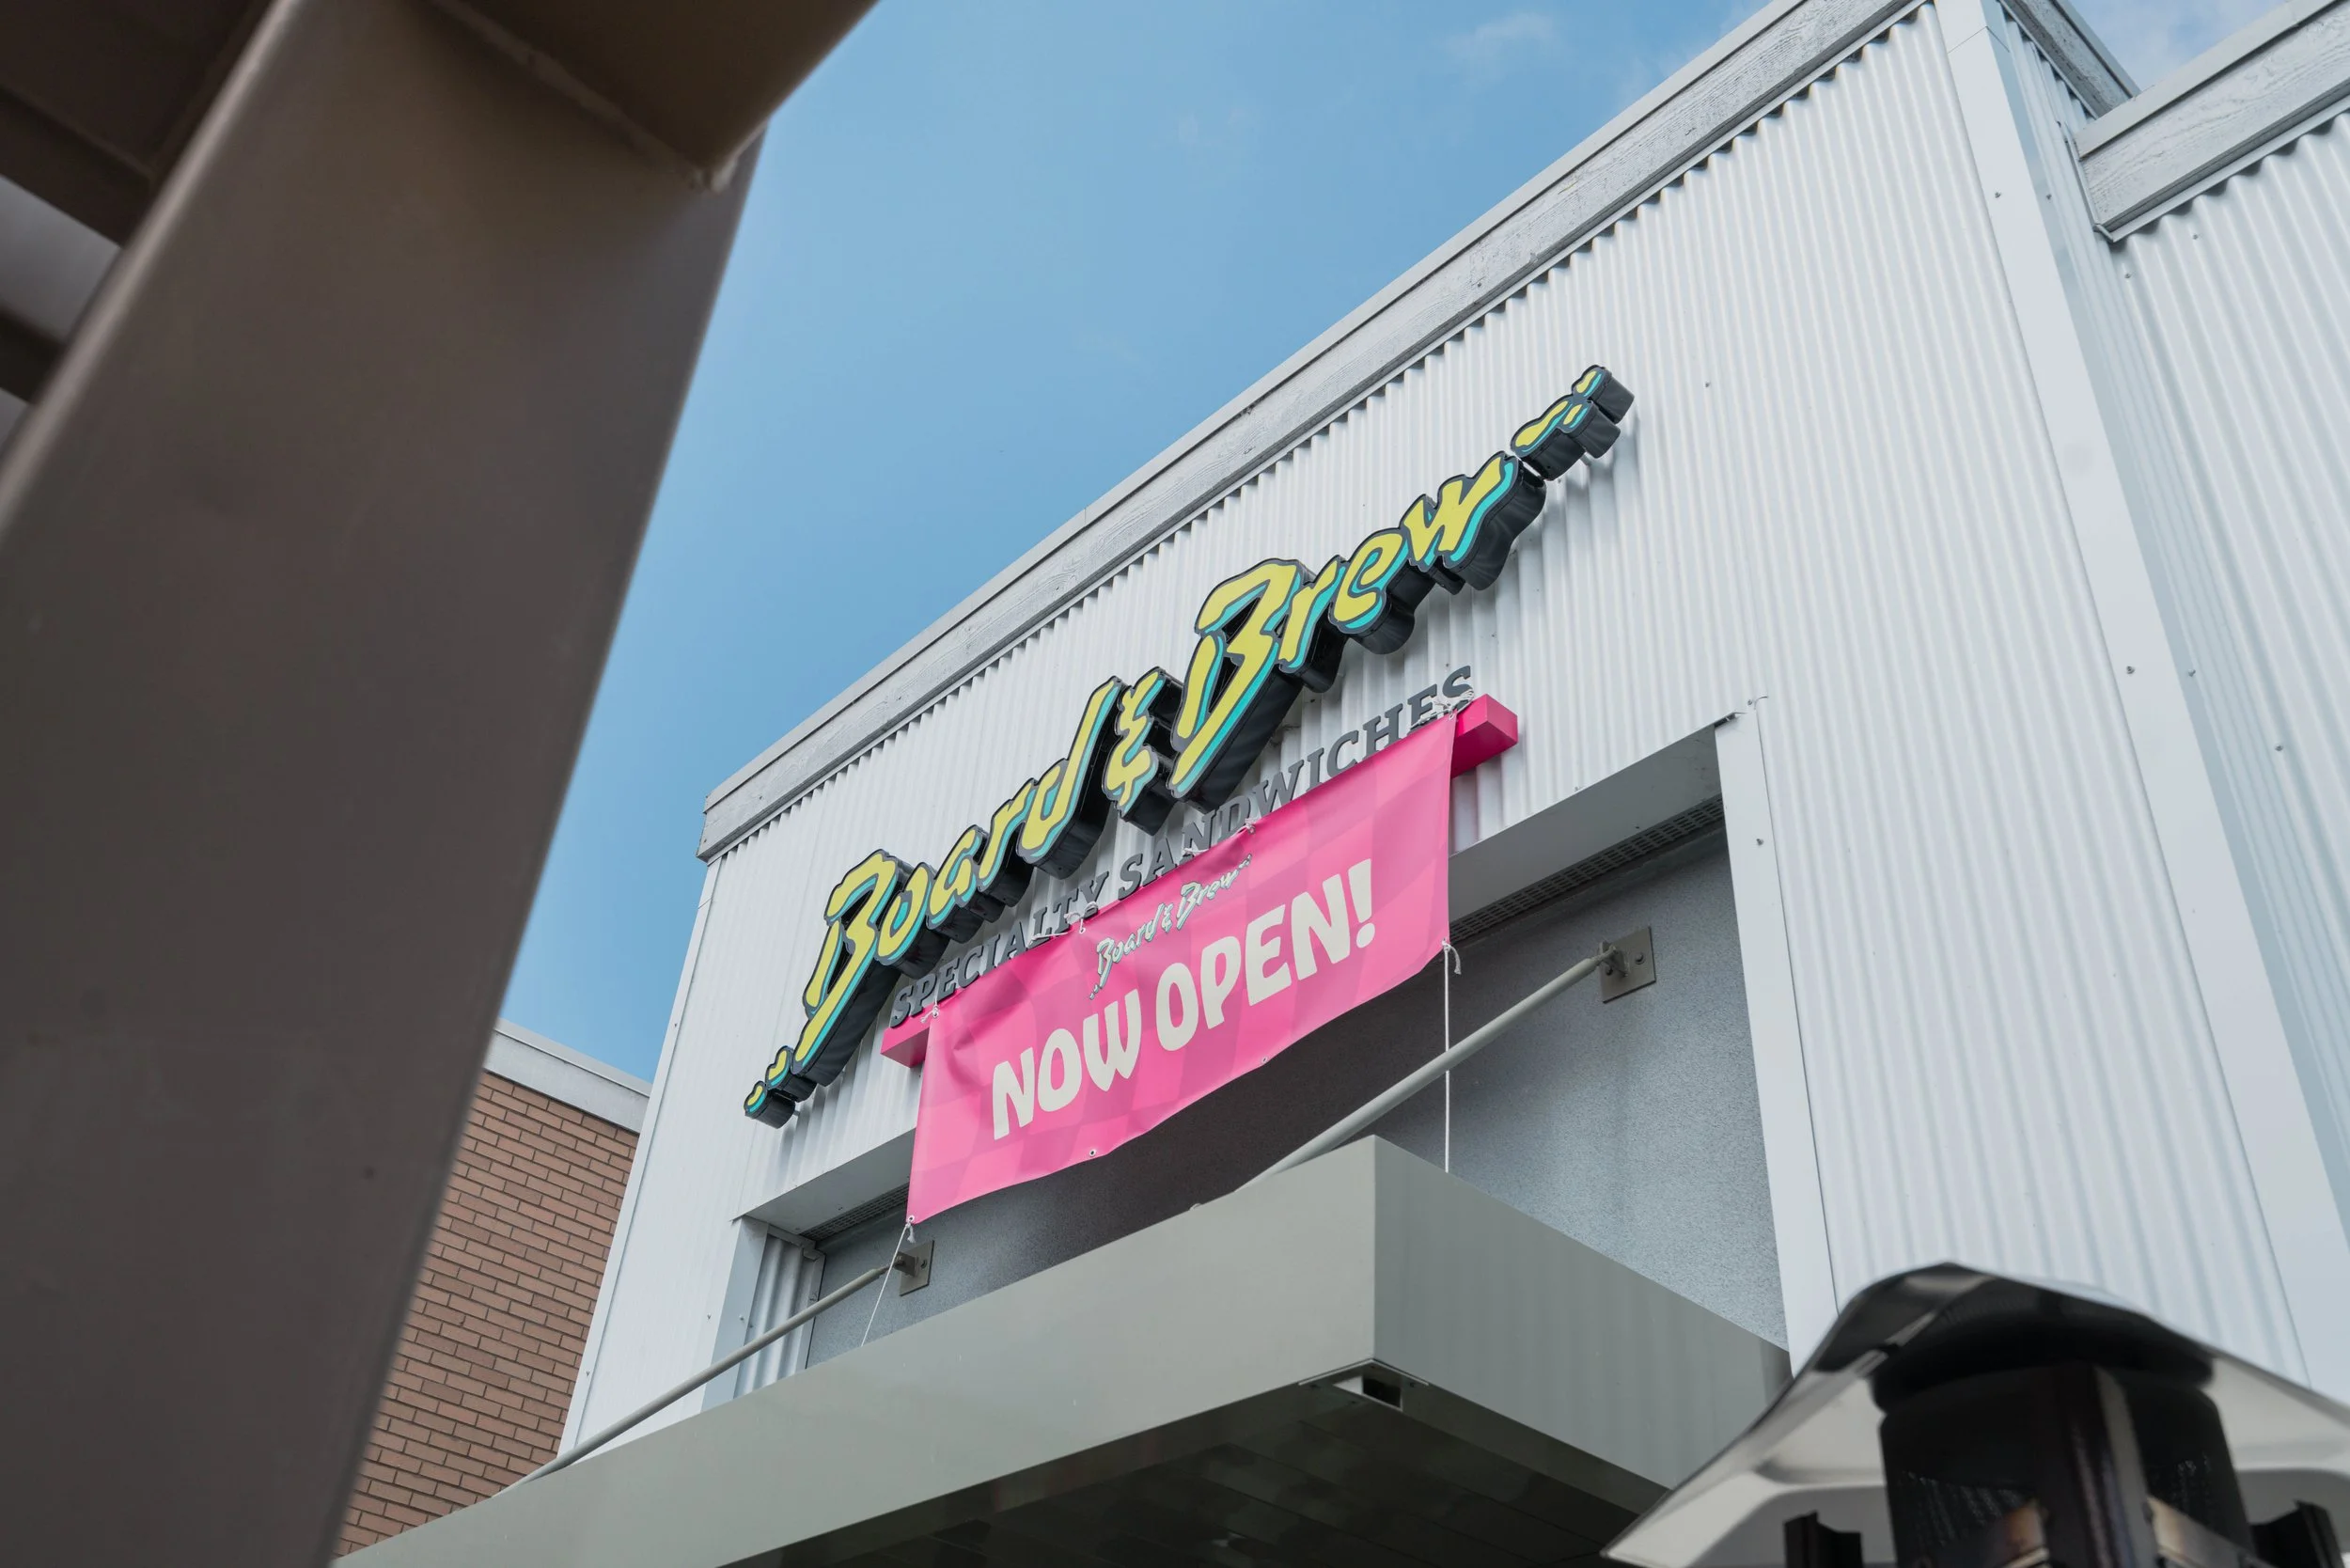 Board & Brew
SPECIALTY SANDWICHES
Board & Brew
NOW OPEN!